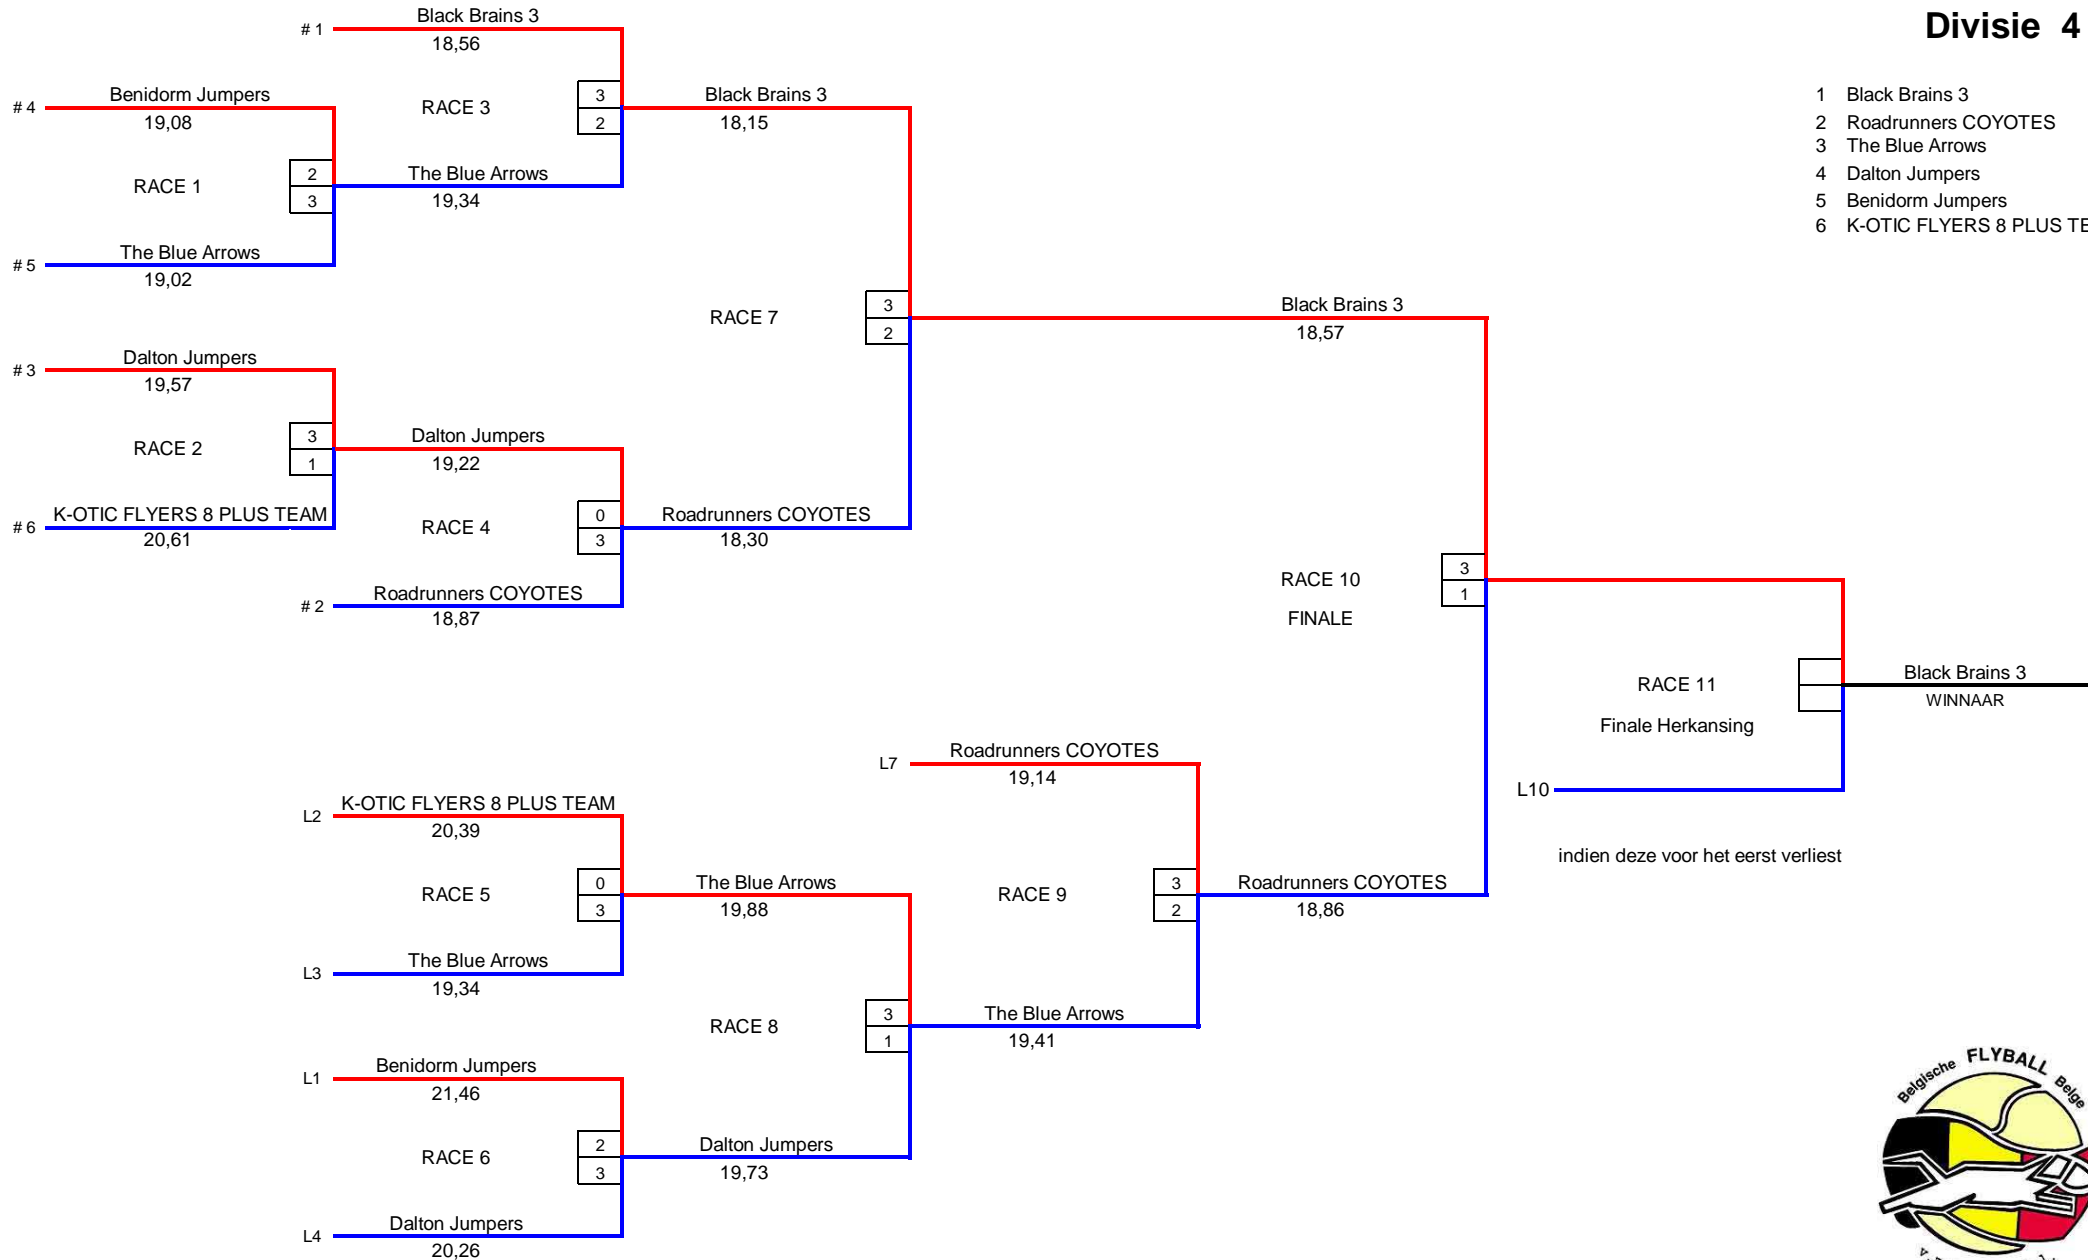 Divisie 4
1 Black Brains 3
2 Roadrunners COYOTES
3 The Blue Arrows
4 Dalton Jumpers
5 Benidorm Jumpers
6 K-OTIC FLYERS 8 PLUS TE
# 1 Black Brains 3
18,56
# 4 Benidorm Jumpers
19,08
RACE 3
3
2
Black Brains 3
18,15
RACE 1
2
3
The Blue Arrows
19,34
# 5 The Blue Arrows
19,02
RACE 7
3
2
Black Brains 3
18,57
# 3 Dalton Jumpers
19,57
RACE 2
3
1
Dalton Jumpers
19,22
# 6 K-OTIC FLYERS 8 PLUS TEAM
20,61
RACE 4
0
3
Roadrunners COYOTES
18,30
# 2 Roadrunners COYOTES
18,87
RACE 10
FINALE
3
1
RACE 11
Finale Herkansing
Black Brains 3
WINNAAR
L10
indien deze voor het eerst verliest
L7 Roadrunners COYOTES
19,14
L2 K-OTIC FLYERS 8 PLUS TEAM
20,39
RACE 5
0
3
The Blue Arrows
19,88
RACE 9
3
2
Roadrunners COYOTES
18,86
L3 The Blue Arrows
19,34
RACE 8
3
1
The Blue Arrows
19,41
L1 Benidorm Jumpers
21,46
RACE 6
2
3
Dalton Jumpers
19,73
L4 Dalton Jumpers
20,26
Belgische FLYBALL Belge